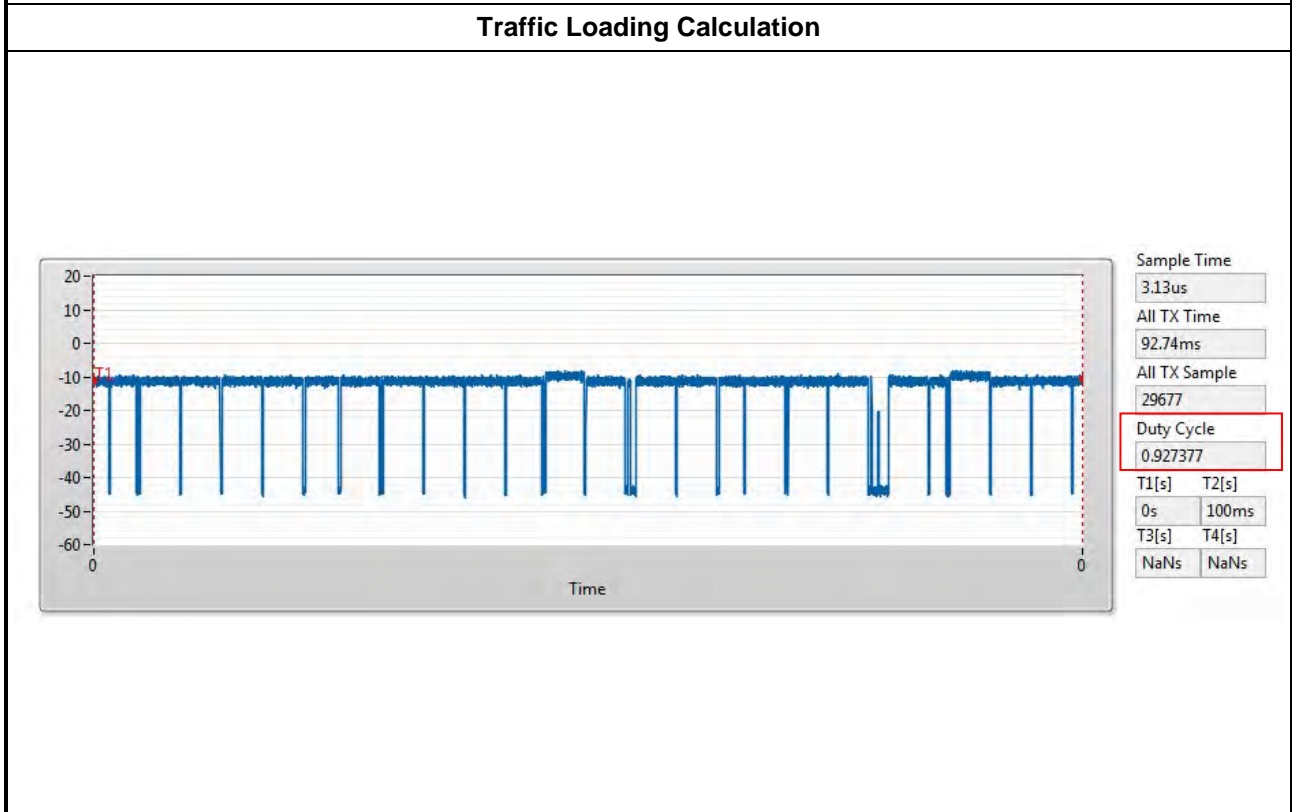 Traffic Loading Calculation
20
10
0
-10
-20
-30
-40
-50
-60
T1
0 0
Time
Sample Time
3.13us
All TX Time
92.74ms
All TX Sample
29677
Duty Cycle
0.927377
T1[s] T2[s]
0s 100ms
T3[s] T4[s]
NaNs NaNs